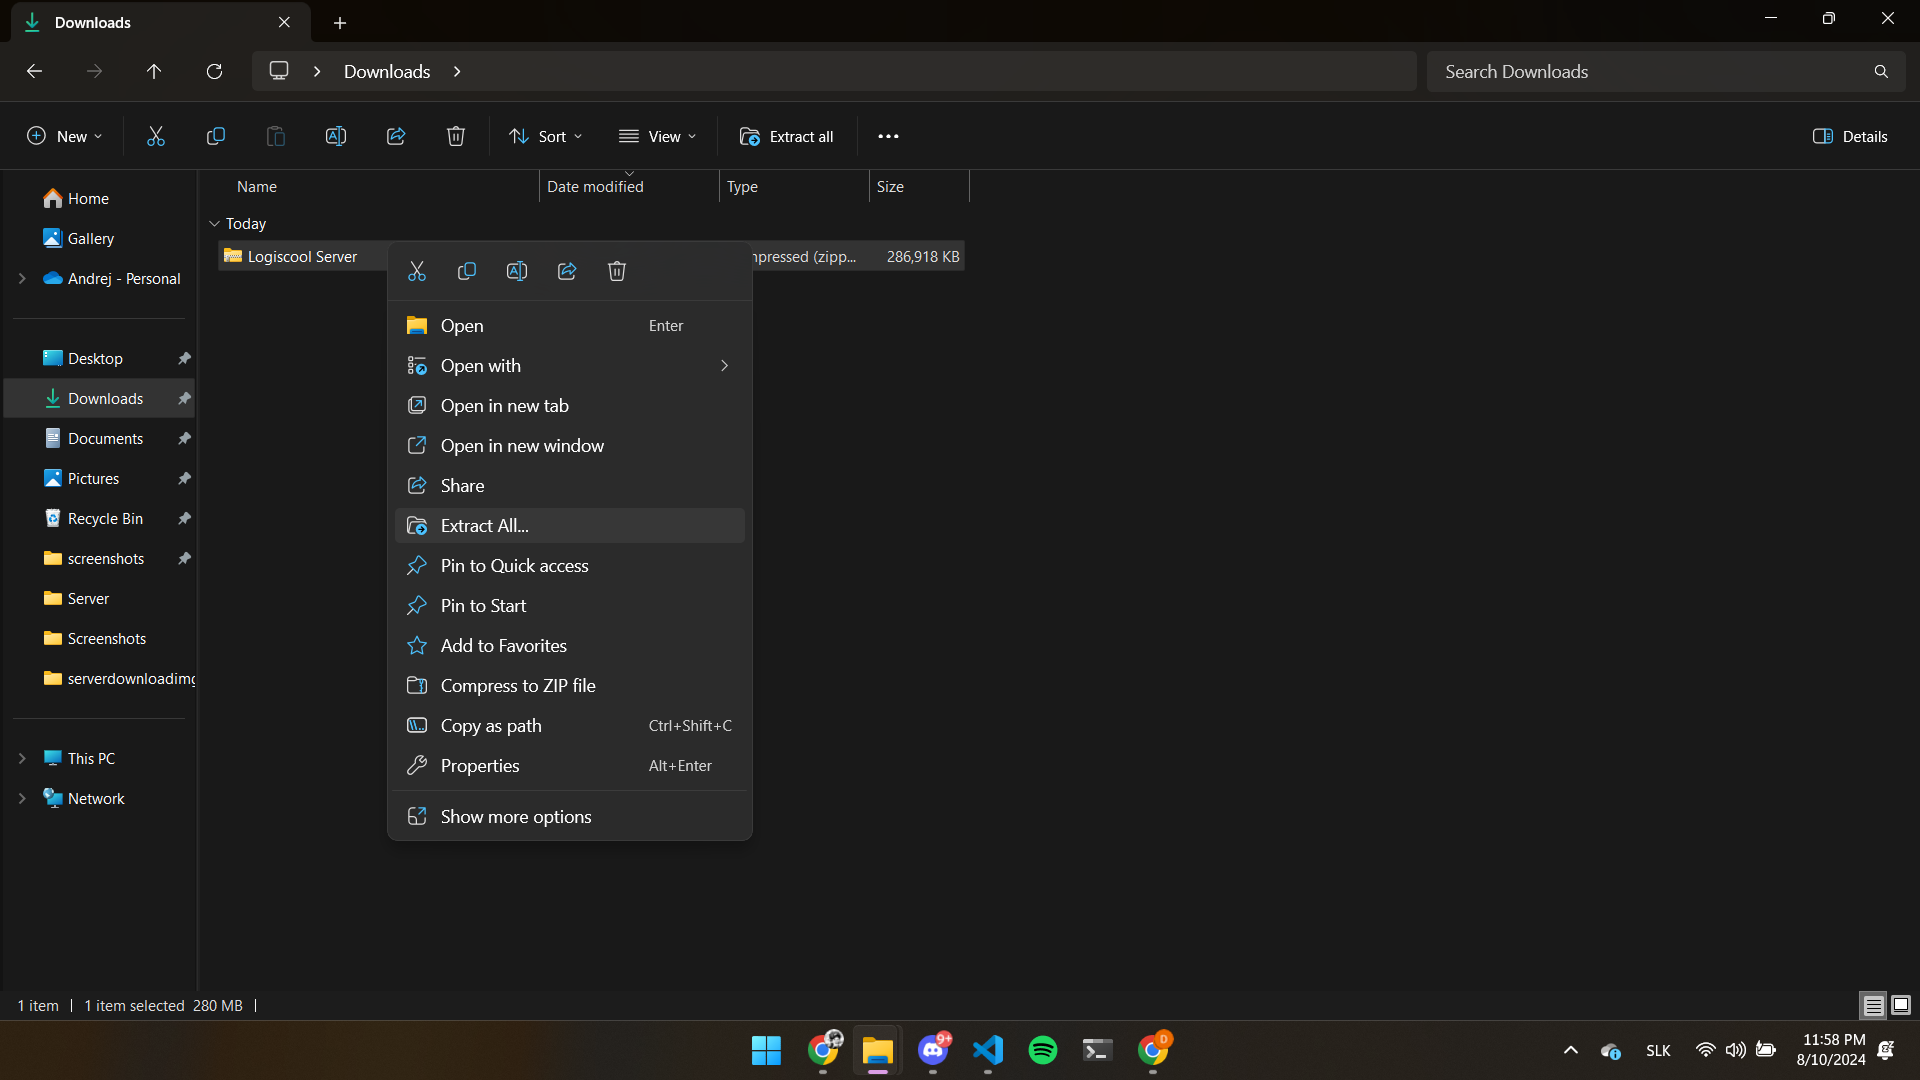 Downloads
Downloads
Search Downloads
New
Sort
View
Extract all
Details
Name
Date modified
Type
Size
Home
Gallery
Andrej - Personal
Desktop
Downloads
Documents
Pictures
Recycle Bin
screenshots
Server
Screenshots
serverdownloadimg
This PC
Network
Today
Logiscool Server
mpressed (zipp...
286,918 KB
Open Enter
Open with
Open in new tab
Open in new window
Share
Extract All...
Pin to Quick access
Pin to Start
Add to Favorites
Compress to ZIP file
Copy as path Ctrl+Shift+C
Properties Alt+Enter
Show more options
1 item 1 item selected 280 MB
9+
D
SLK
11:58 PM
8/10/2024